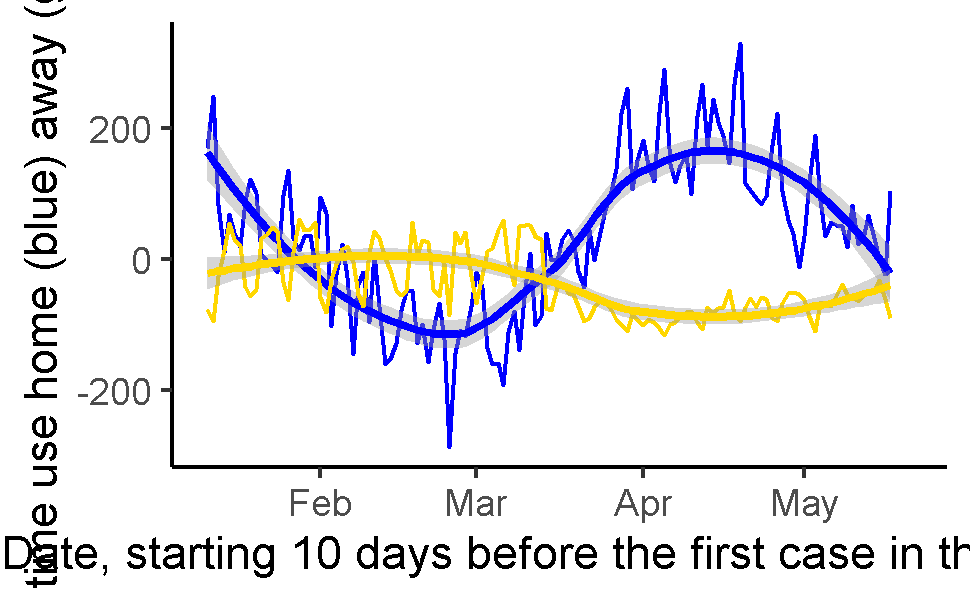 time use home (blue) away (
200
0
-200
Feb Mar Apr May
Date, starting 10 days before the first case in th